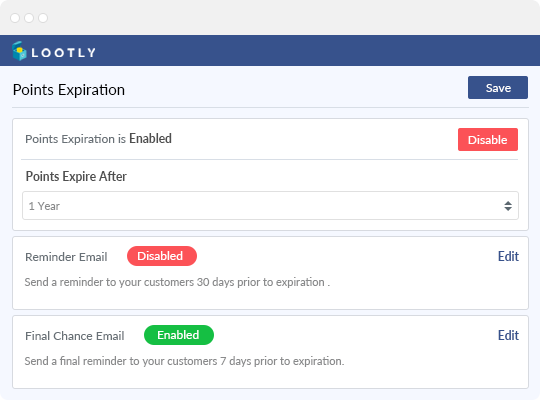 LOOTLY
Points Expiration
Save
Points Expiration is Enabled
Disable
Points Expire After
1 Year
Reminder Email
Disabled
Edit
Send a reminder to your customers 30 days prior to expiration .
Final Chance Email
Enabled
Edit
Send a final reminder to your customers 7 days prior to expiration.